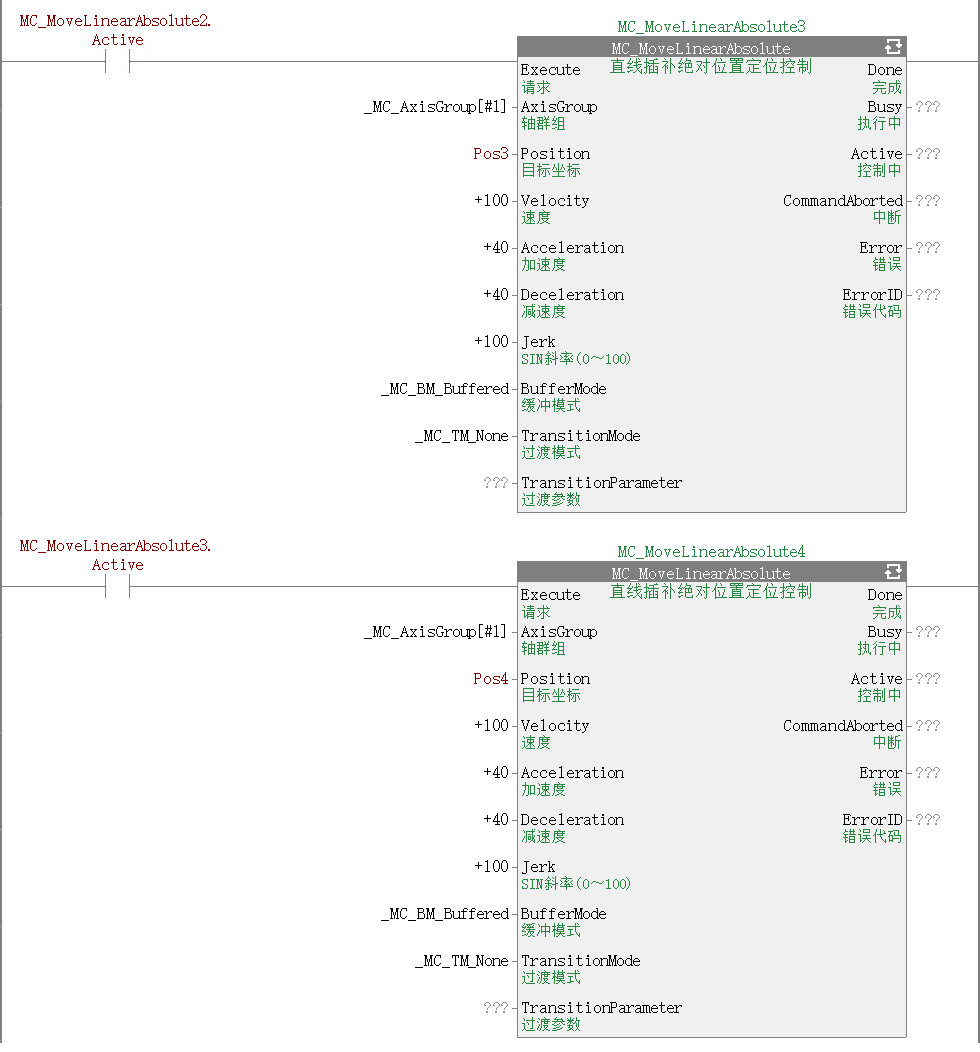 MC_MoveLinearAbsolute2.
Active
MC_MoveLinearAbsolute3
MC_MoveLinearAbsolute
直线插补绝对位置定位控制
Execute Done
请求 完成
_MC_AxisGroup[#1] AxisGroup Busy ???
轴群组 执行中
Pos3 Position Active ???
目标坐标 控制中
+100 Velocity CommandAborted ???
速度 中断
+40 Acceleration Error ???
加速度 错误
+40 Deceleration ErrorID ???
减速度 错误代码
+100 Jerk
SIN斜率(0～100)
_MC_BM_Buffered BufferMode
缓冲模式
_MC_TM_None TransitionMode
过渡模式
??? TransitionParameter
过渡参数
MC_MoveLinearAbsolute3.
Active
MC_MoveLinearAbsolute4
MC_MoveLinearAbsolute
直线插补绝对位置定位控制
Execute Done
请求 完成
_MC_AxisGroup[#1] AxisGroup Busy ???
轴群组 执行中
Pos4 Position Active ???
目标坐标 控制中
+100 Velocity CommandAborted ???
速度 中断
+40 Acceleration Error ???
加速度 错误
+40 Deceleration ErrorID ???
减速度 错误代码
+100 Jerk
SIN斜率(0～100)
_MC_BM_Buffered BufferMode
缓冲模式
_MC_TM_None TransitionMode
过渡模式
??? TransitionParameter
过渡参数